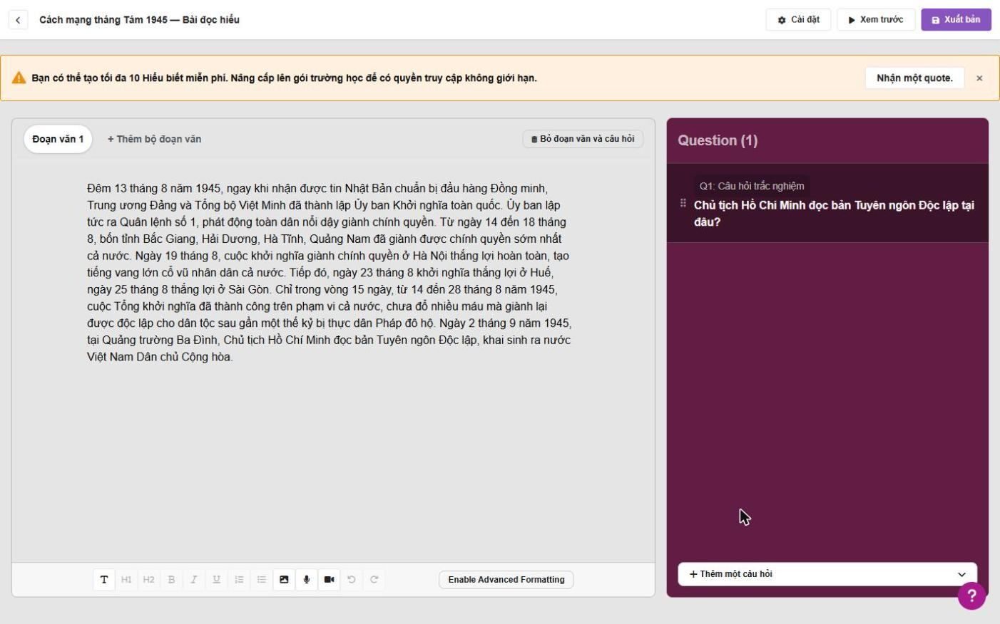 Cách mạng tháng Tám 1945 — Bài đọc hiểu
Cài đặt
Xem trước
Xuất bản
Bạn có thể tạo tối đa 10 Hiểu biết miễn phí. Nâng cấp lên gói trường học để có quyền truy cập không giới hạn.
Nhận một quote.
×
Đoạn văn 1
+ Thêm bộ đoạn văn
Bỏ đoạn văn và câu hỏi
Đêm 13 tháng 8 năm 1945, ngay khi nhận được tin Nhật Bản chuẩn bị đầu hàng Đồng minh,
Trung ương Đảng và Tổng bộ Việt Minh đã thành lập Ủy ban Khởi nghĩa toàn quốc. Ủy ban lập
tức ra Quân lệnh số 1, phát động toàn dân nổi dậy giành chính quyền. Từ ngày 14 đến 18 tháng
8, bốn tỉnh Bắc Giang, Hải Dương, Hà Tĩnh, Quảng Nam đã giành được chính quyền sớm nhất
cả nước. Ngày 19 tháng 8, cuộc khởi nghĩa giành chính quyền ở Hà Nội thắng lợi hoàn toàn, tạo
tiếng vang lớn cổ vũ nhân dân cả nước. Tiếp đó, ngày 23 tháng 8 khởi nghĩa thắng lợi ở Huế,
ngày 25 tháng 8 thắng lợi ở Sài Gòn. Chỉ trong vòng 15 ngày, từ 14 đến 28 tháng 8 năm 1945,
cuộc Tổng khởi nghĩa đã thành công trên phạm vi cả nước, chưa đổ nhiều máu mà giành lại
được độc lập cho dân tộc sau gần một thế kỷ bị thực dân Pháp đô hộ. Ngày 2 tháng 9 năm 1945,
tại Quảng trường Ba Đình, Chủ tịch Hồ Chí Minh đọc bản Tuyên ngôn Độc lập, khai sinh ra nước
Việt Nam Dân chủ Cộng hòa.
T H1 H2 B I U
Enable Advanced Formatting
Question (1)
Q1: Câu hỏi trắc nghiệm
Chủ tịch Hồ Chí Minh đọc bản Tuyên ngôn Độc lập tại
đâu?
+ Thêm một câu hỏi
?